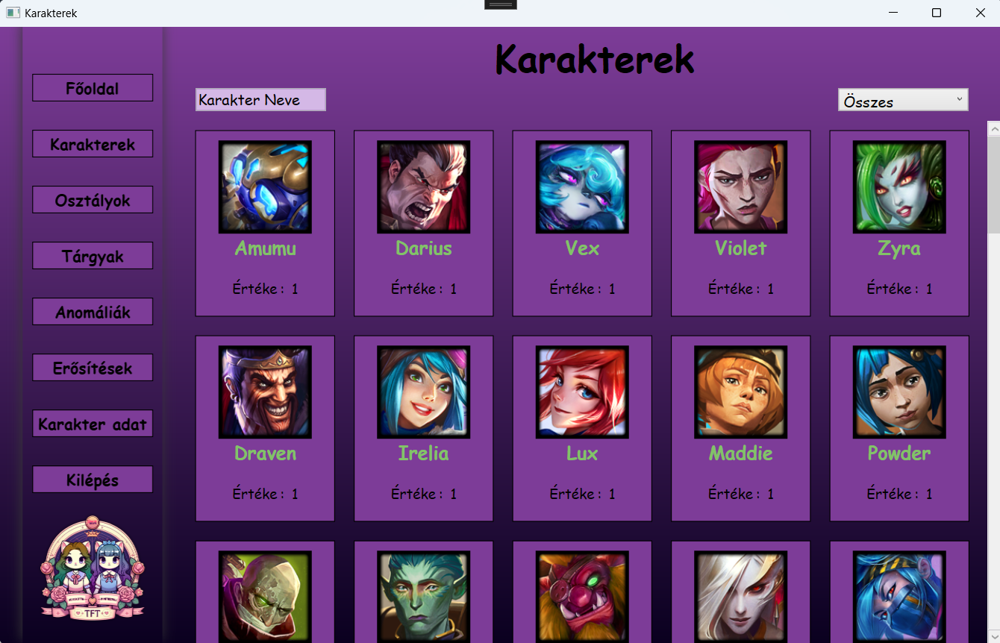 Karakterek
Karakterek
Főoldal
Karakterek
Osztályok
Tárgyak
Anomáliák
Erősítések
Karakter adat
Kilépés
TFT
Karakter Neve
Összes
Amumu
Értéke: 1
Darius
Értéke: 1
Vex
Értéke: 1
Violet
Értéke: 1
Zyra
Értéke: 1
Draven
Értéke: 1
Irelia
Értéke: 1
Lux
Értéke: 1
Maddie
Értéke: 1
Powder
Értéke: 1